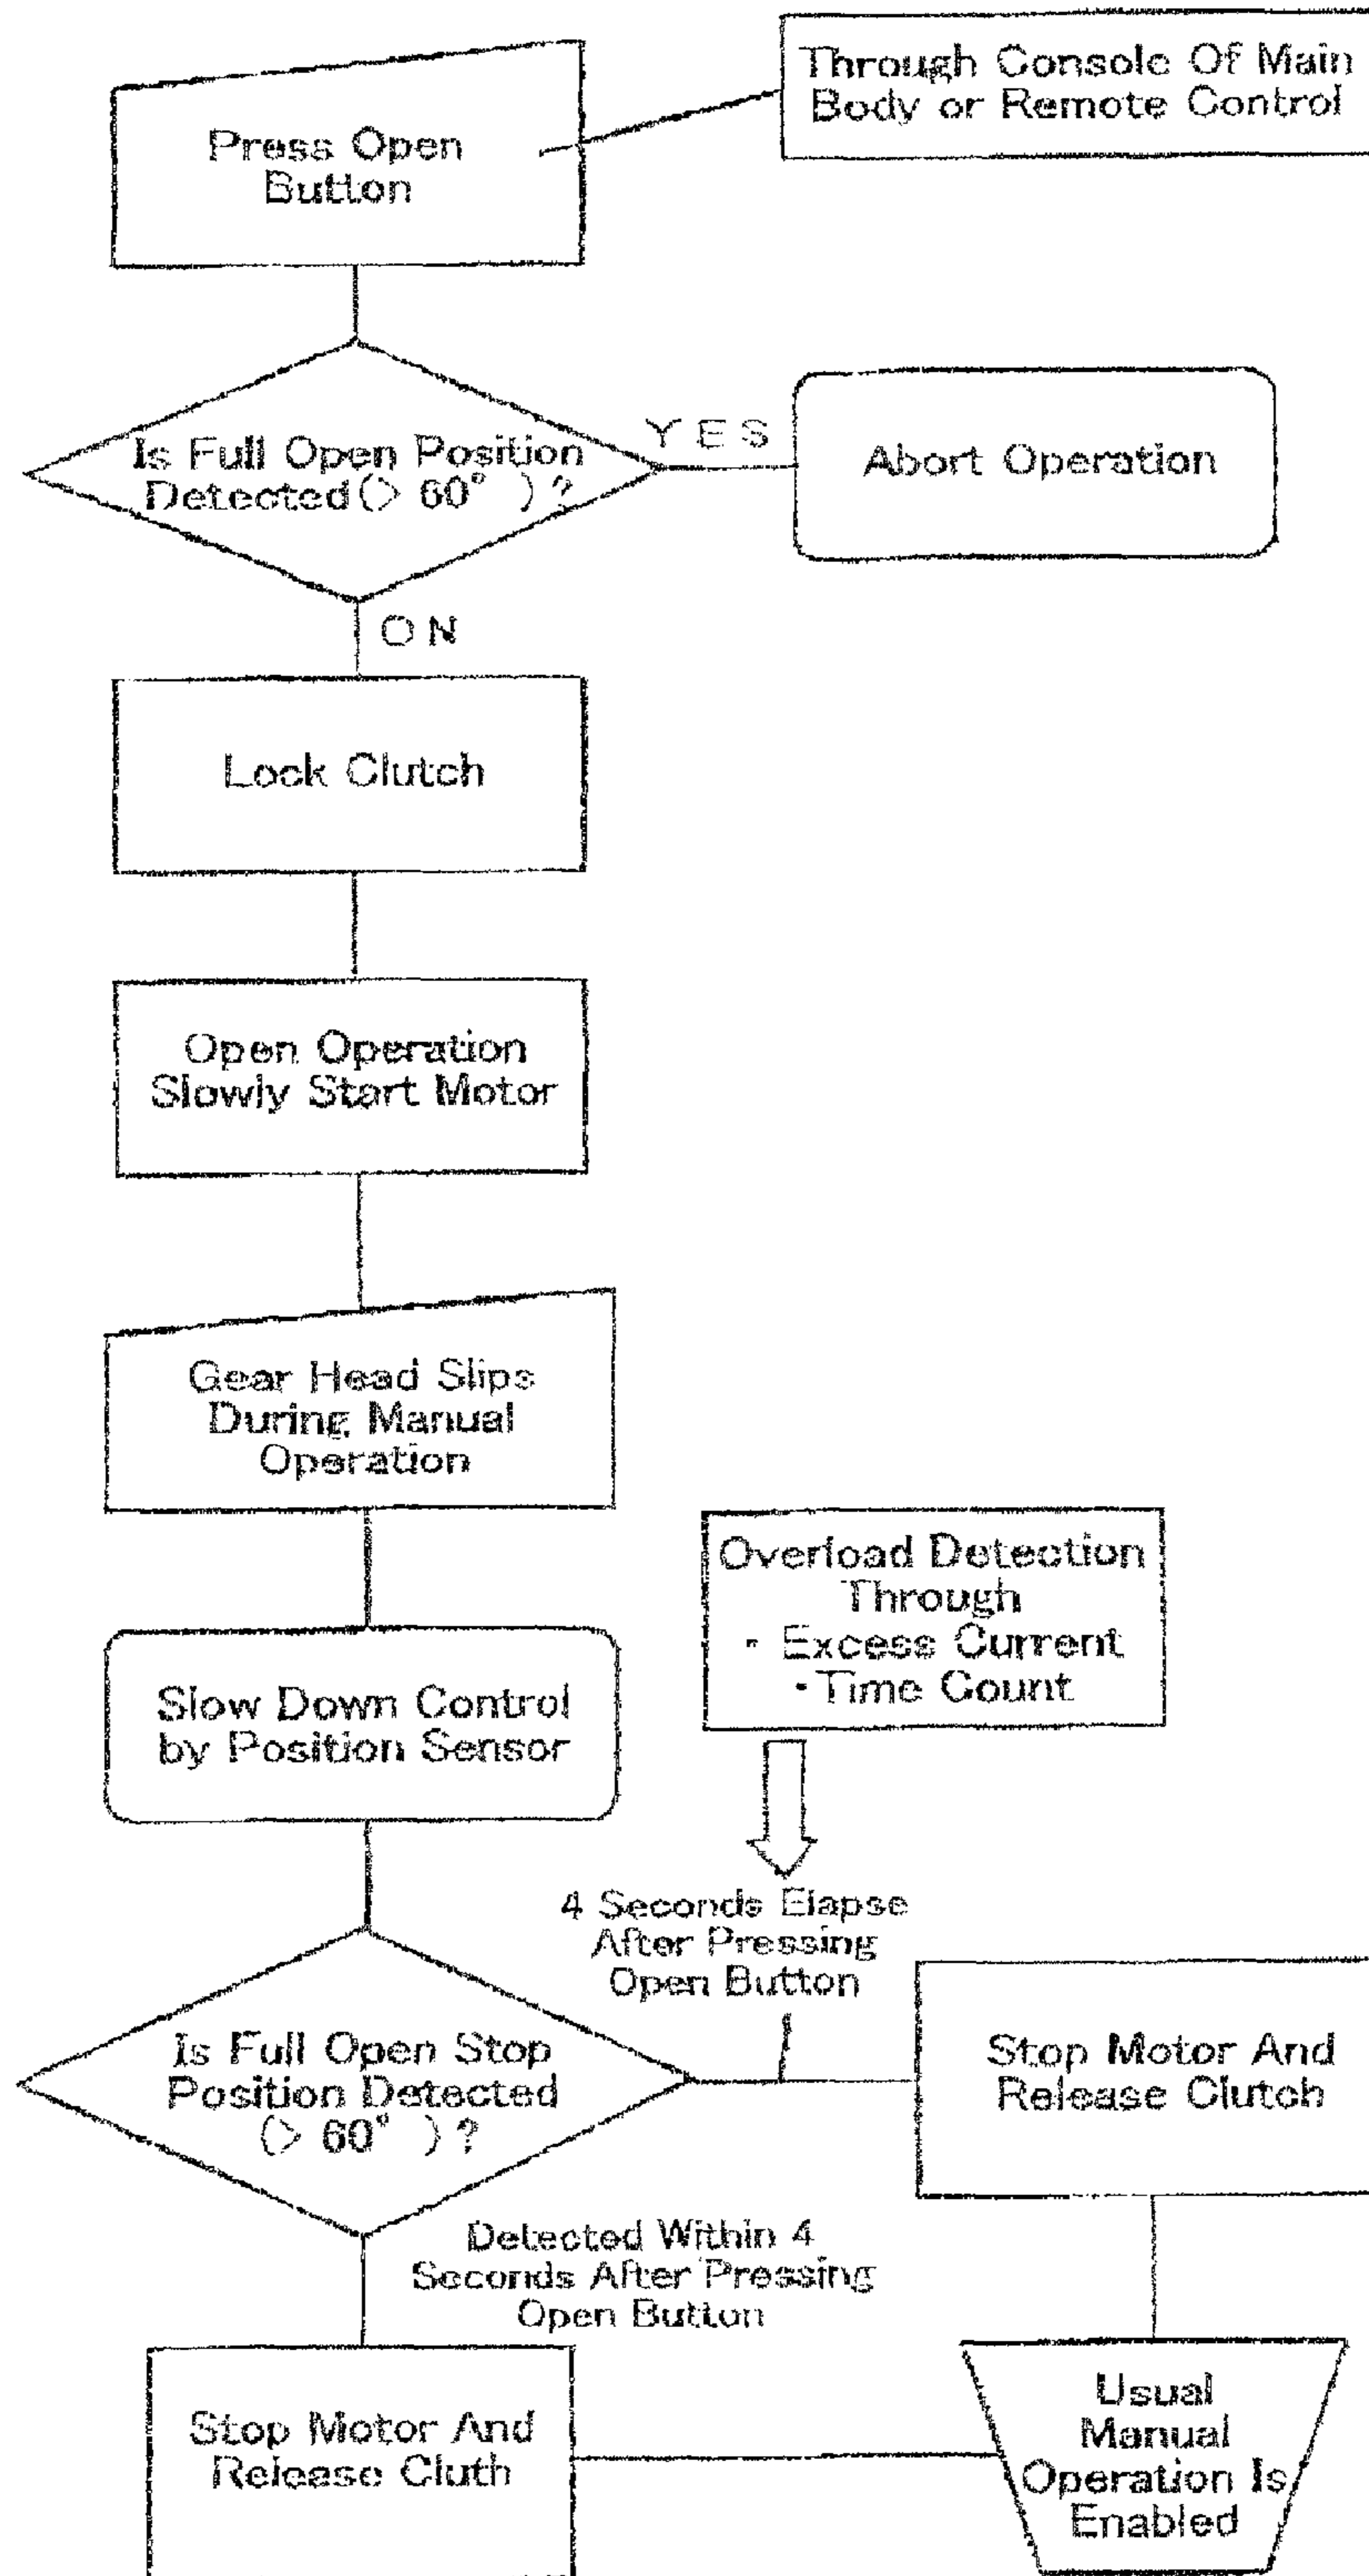 Through Console Of Main
Body or Remote Control
Press Open
Button
Is Full Open Position
Detected (> 60° ) ?
YES
Abort Operation
ON
Lock Clutch
Open Operation
Slowly Start Motor
Gear Head Slips
During Manual
Operation
Overload Detection
Through
· Excess Current
· Time Count
Slow Down Control
by Position Sensor
4 Seconds Elapse
After Pressing
Open Button
Is Full Open Stop
Position Detected
(> 60° ) ?
Stop Motor And
Release Clutch
Detected Within 4
Seconds After Pressing
Open Button
Stop Motor And
Release Cluth
Usual
Manual
Operation Is
Enabled